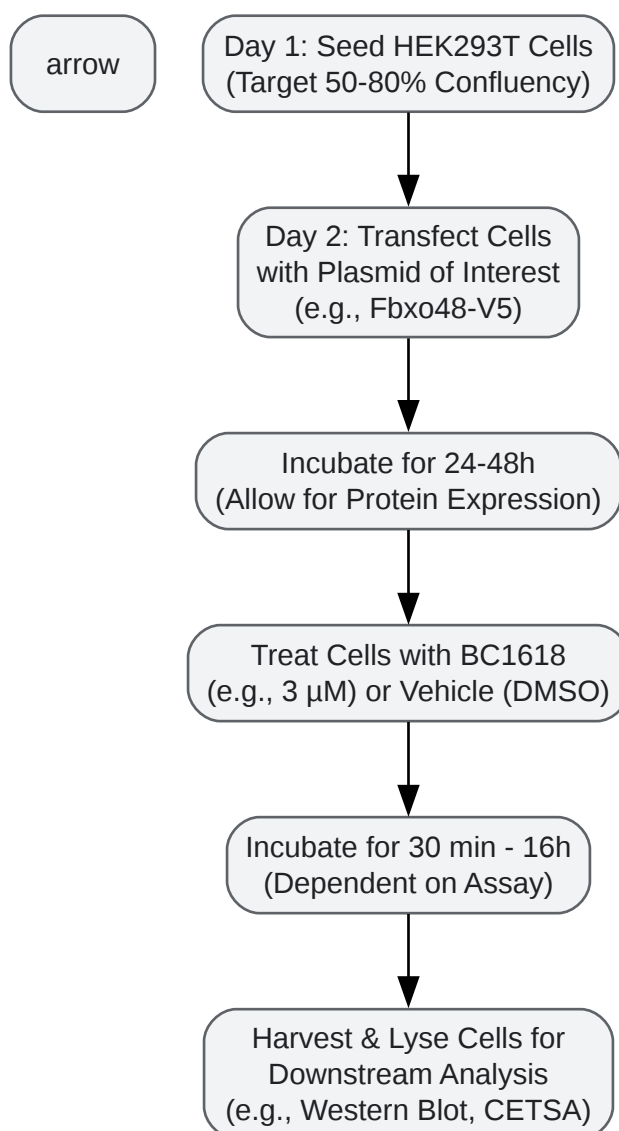 arrow
Day 1: Seed HEK293T Cells
(Target 50-80% Confluency)
Day 2: Transfect Cells
with Plasmid of Interest
(e.g., Fbxo48-V5)
Incubate for 24-48h
(Allow for Protein Expression)
Treat Cells with BC1618
(e.g., 3 µM) or Vehicle (DMSO)
Incubate for 30 min - 16h
(Dependent on Assay)
Harvest & Lyse Cells for
Downstream Analysis
(e.g., Western Blot, CETSA)